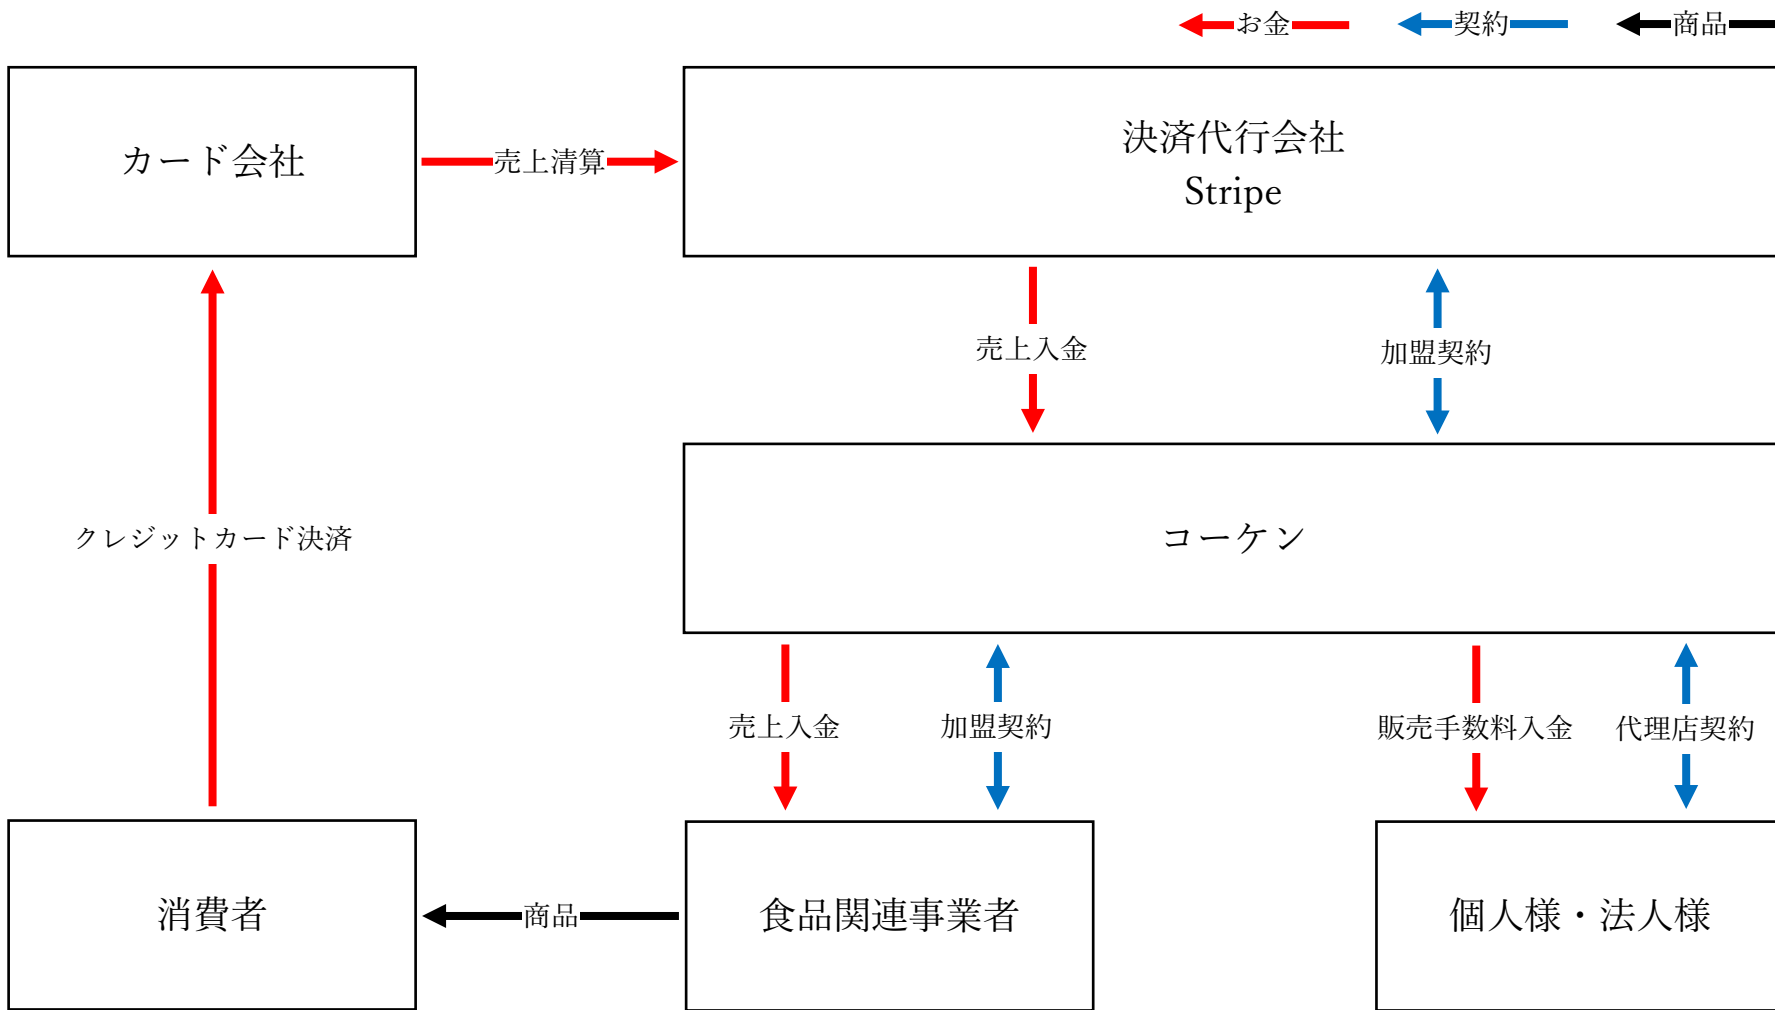 お金
契約
商品
カード会社
売上清算
決済代行会社
Stripe
売上入金
加盟契約
クレジットカード決済
コーケン
売上入金
加盟契約
販売手数料入金
代理店契約
消費者
商品
食品関連事業者
個人様・法人様